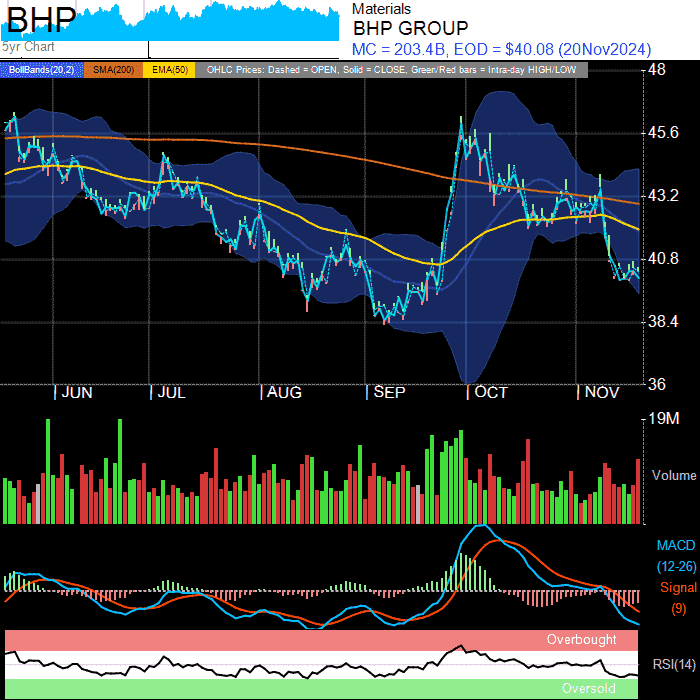 BHP
5yr Chart
Materials
BHP GROUP
MC = 203.4B, EOD = $40.08 (20Nov2024)
BollBands(20,2) SMA(200) EMA(50) OHLC Prices: Dashed = OPEN, Solid = CLOSE, Green/Red bars = Intra-day HIGH/LOW
48
45.6
43.2
40.8
38.4
36
JUN JUL AUG SEP OCT NOV
19M
Volume
MACD
(12-26)
Signal
(9)
Overbought
RSI(14)
Oversold